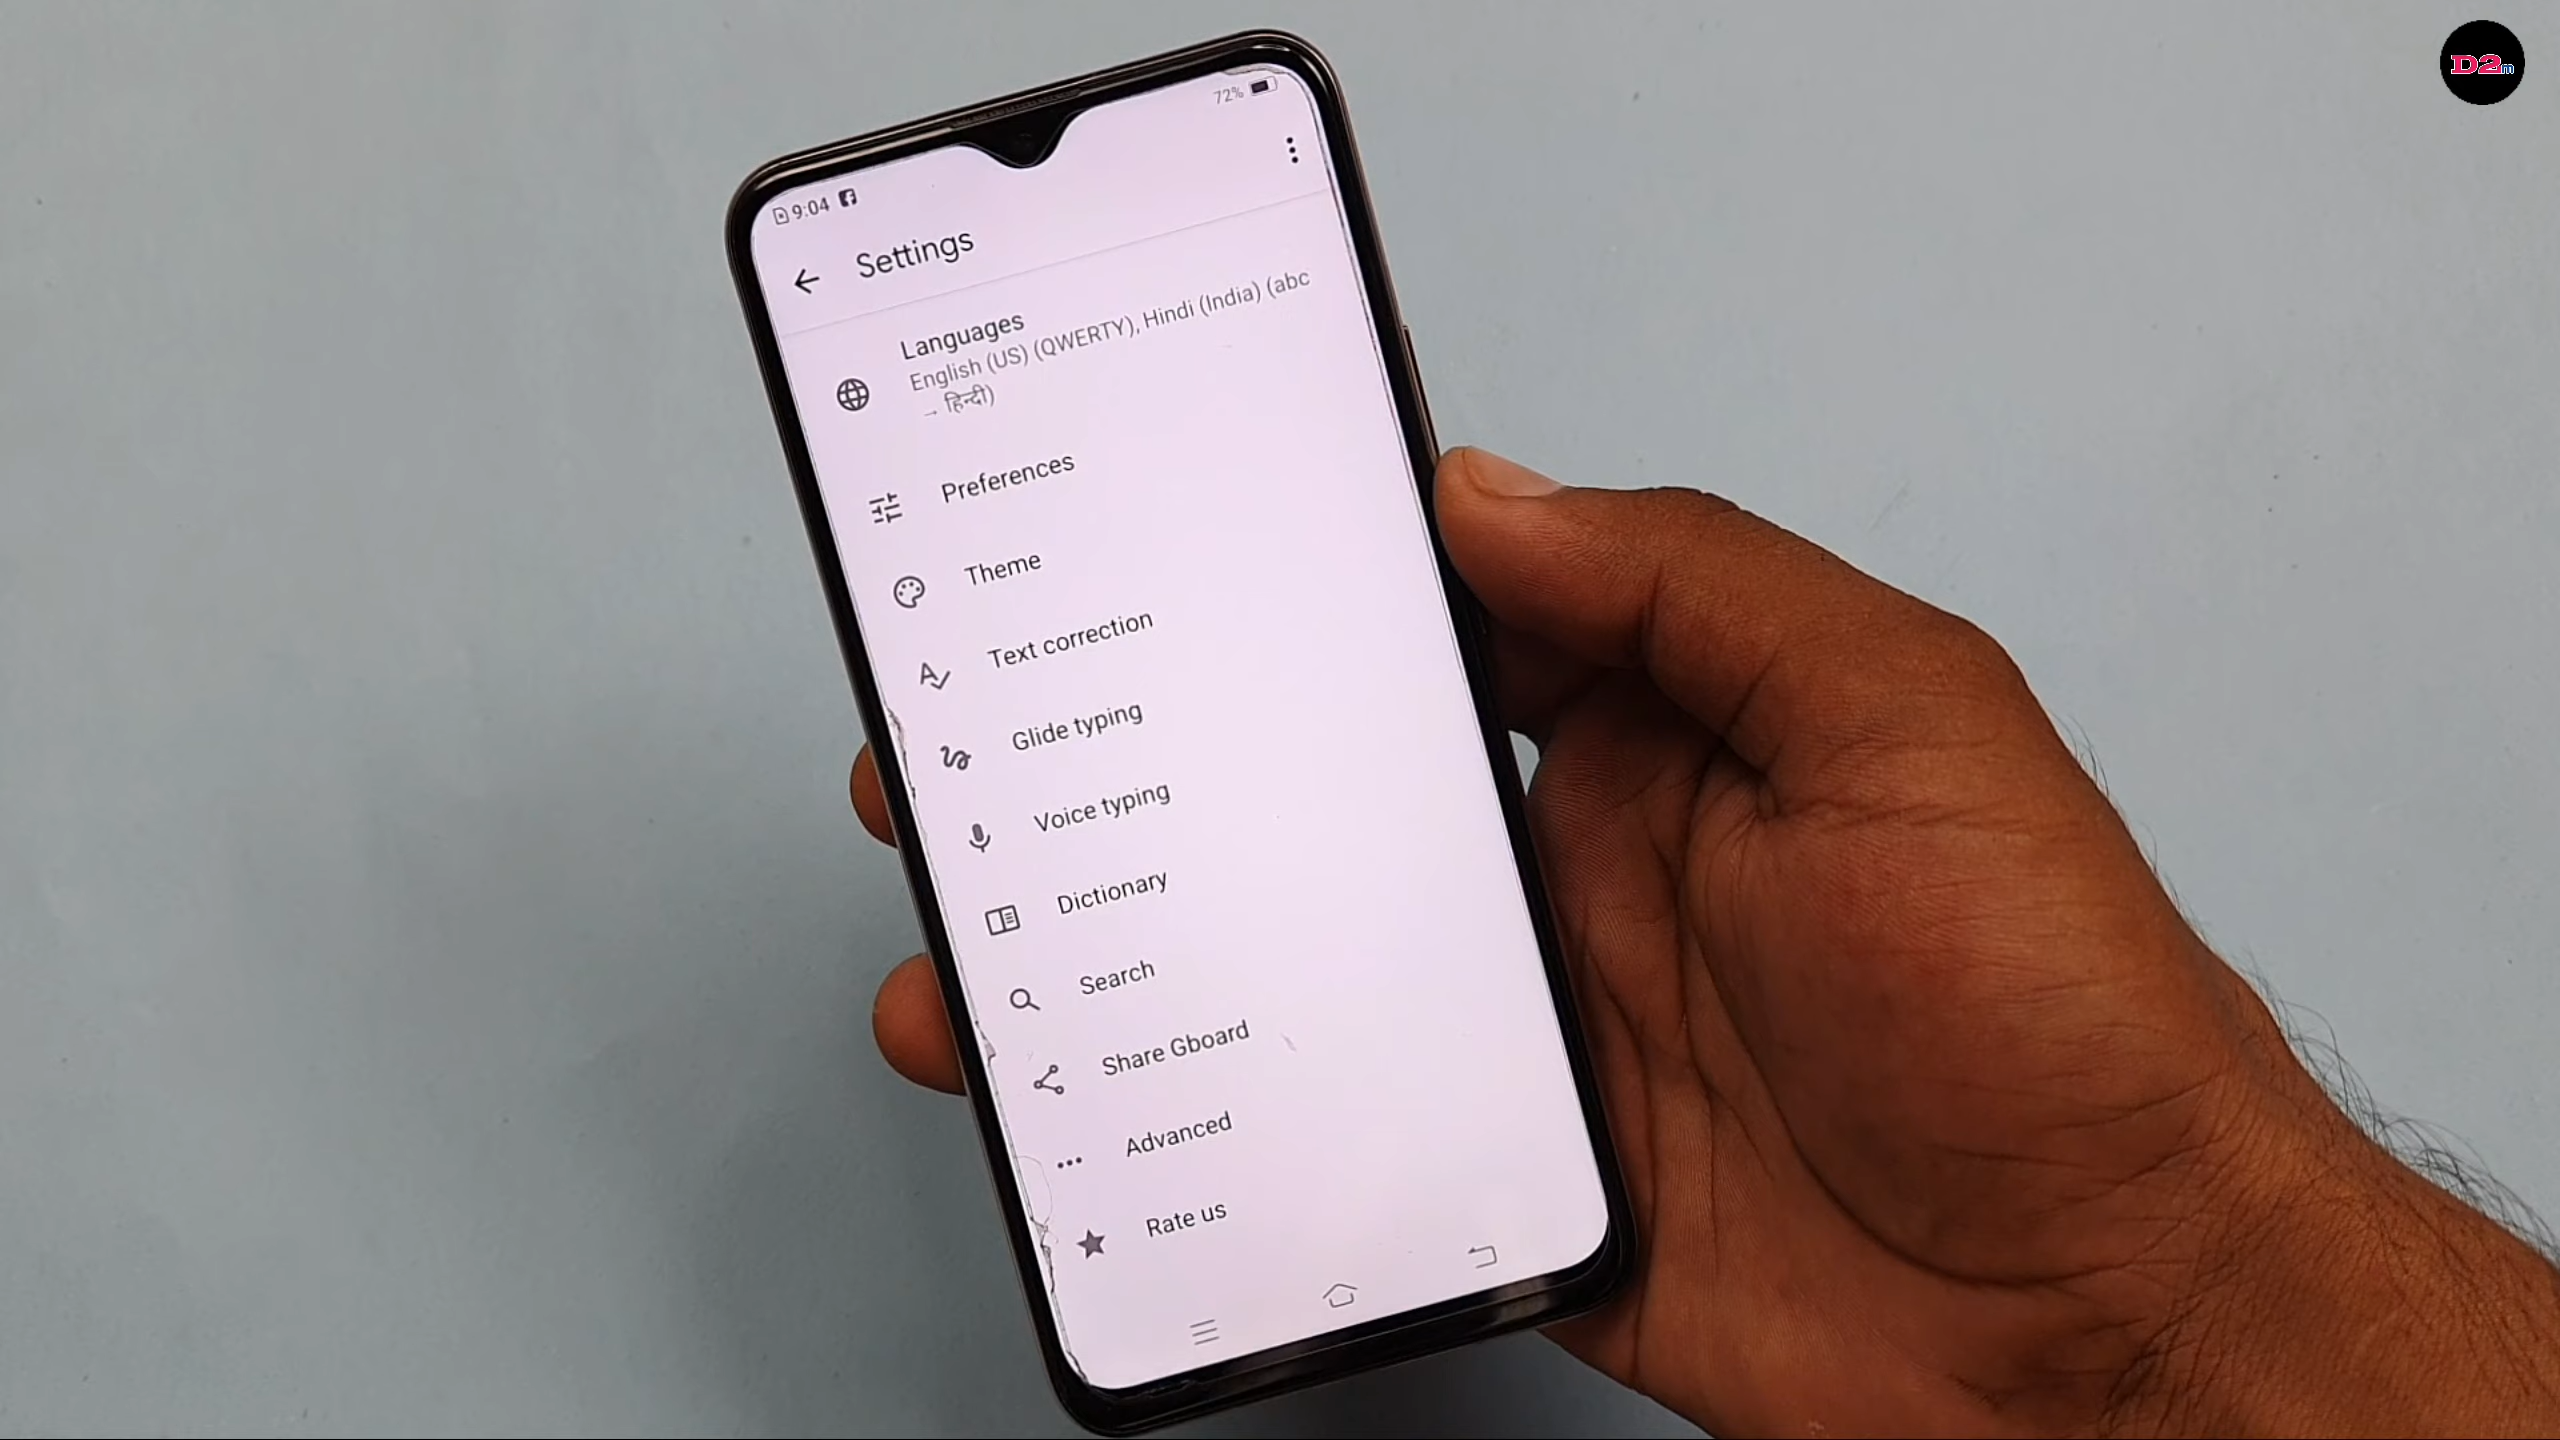 D2m
72%
9:04
Settings
Languages
English (US) (QWERTY), Hindi (India) (abc
→ हिन्दी)
Preferences
Theme
Text correction
Glide typing
Voice typing
Dictionary
Search
Share Gboard
Advanced
Rate us